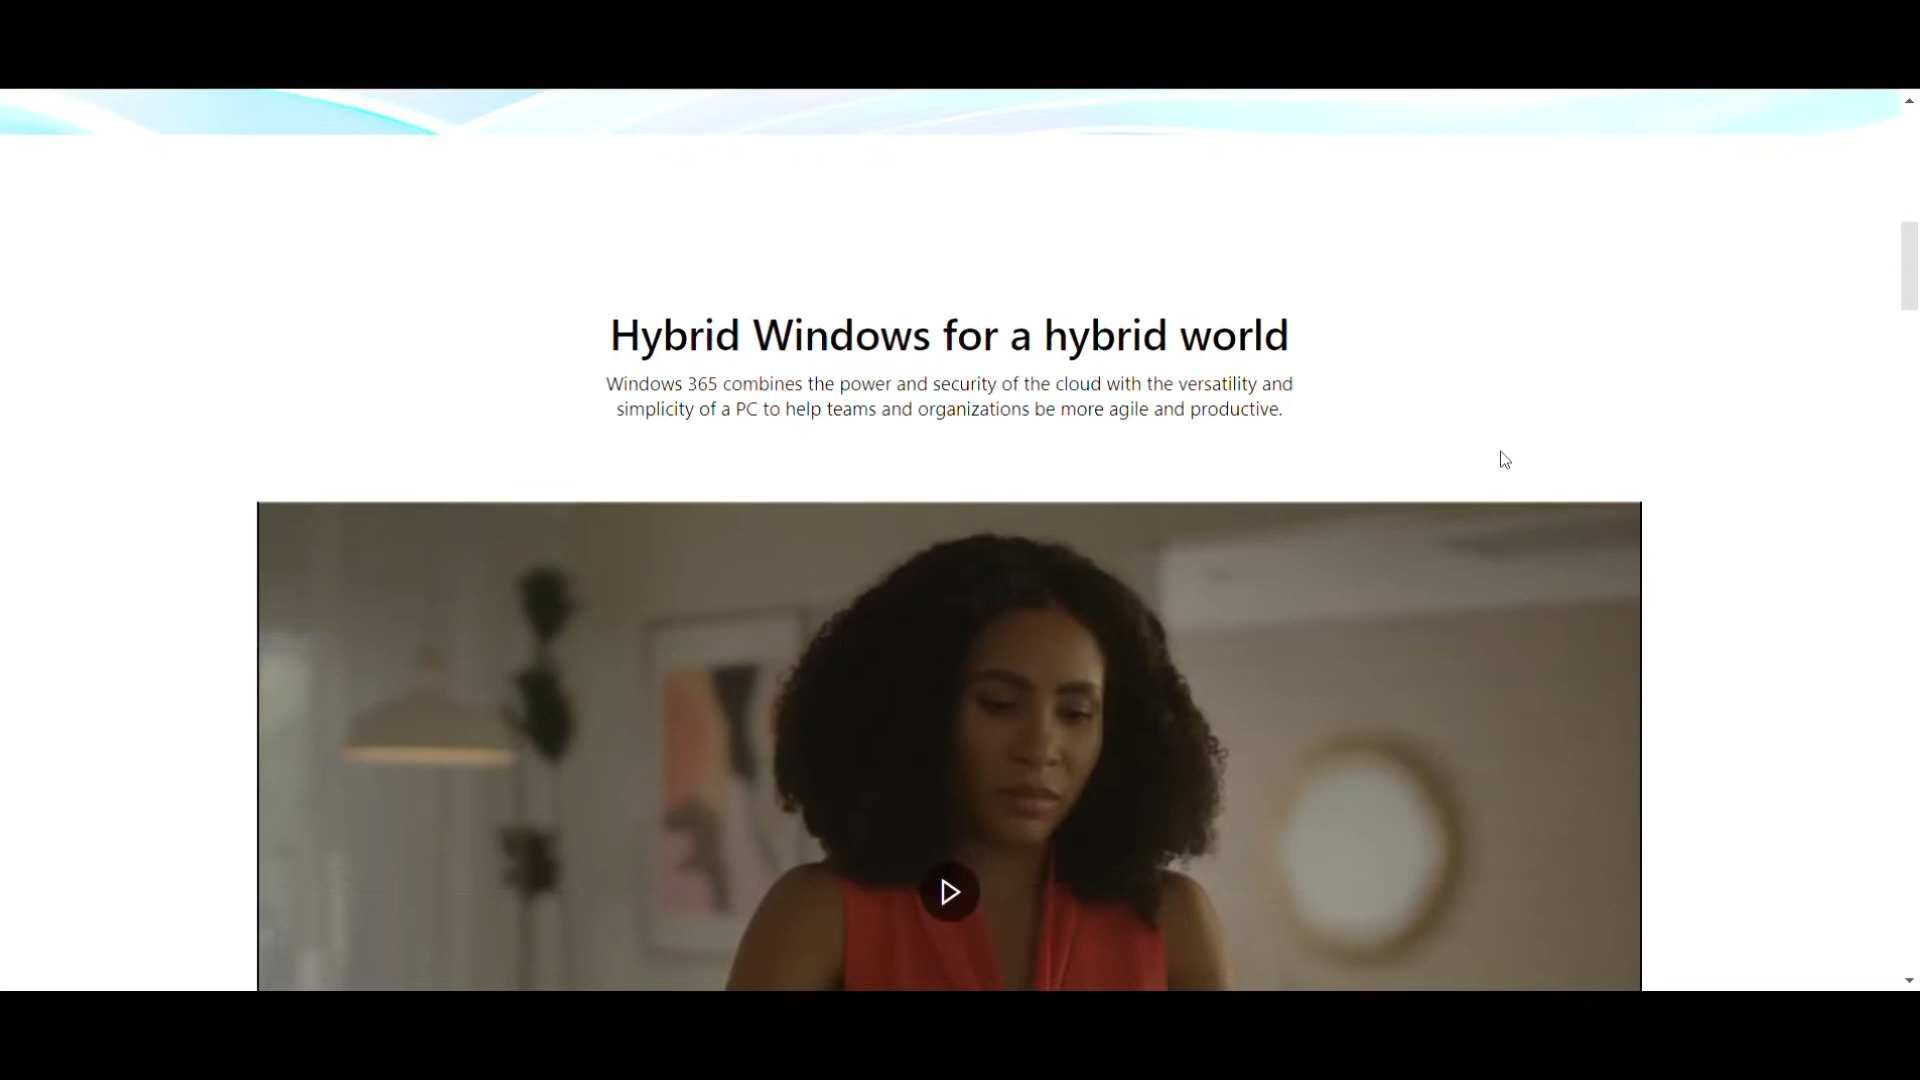 Hybrid Windows for a hybrid world
Windows 365 combines the power and security of the cloud with the versatility and
simplicity of a PC to help teams and organizations be more agile and productive.